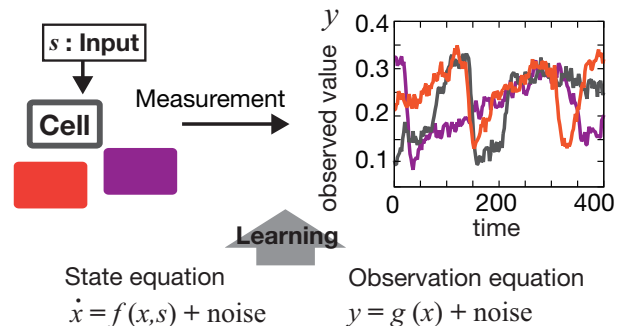 s : Input
Cell
Measurement
y
observed value
0.4
0.3
0.2
0.1
0
200
400
time
Learning
State equation
ẋ = f (x,s) + noise
Observation equation
y = g (x) + noise